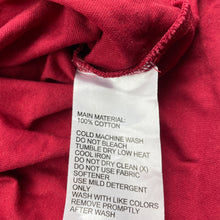 MAIN MATERIAL:
100% COTTON
COLD MACHINE WASH
DO NOT BLEACH
TUMBLE DRY LOW HEAT
COOL IRON
DO NOT DRY CLEAN (X)
DO NOT USE FABRIC
SOFTENER
USE MILD DETERGENT
ONLY
WASH WITH LIKE COLORS
REMOVE PROMPTLY
AFTER WASH